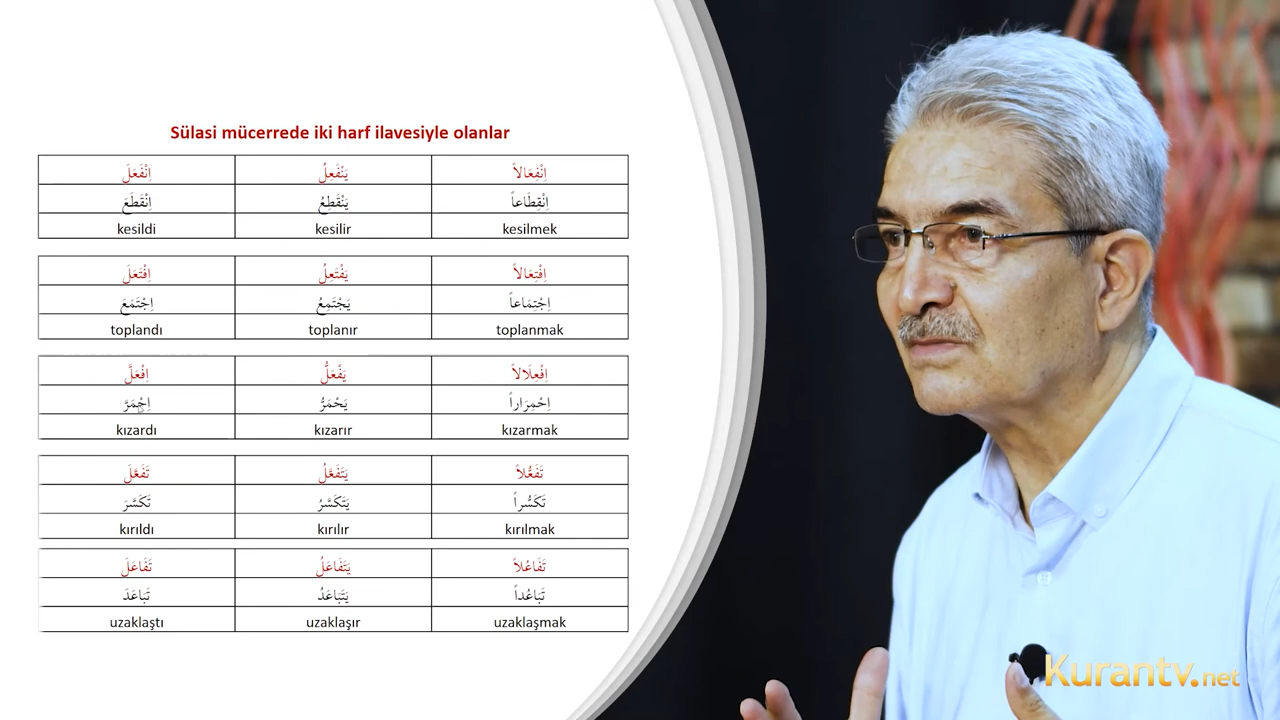 Sülasi mücerrede iki harf ilavesiyle olanlar
اِنْفَعَلَ يَنْفَعِلُ اِنْفِعَالاً
اِنْقَطَعَ يَنْقَطِعُ اِنْقِطَاعاً
kesildi kesilir kesilmek
اِفْتَعَلَ يَفْتَعِلُ اِفْتِعَالاً
اِجْتَمَعَ يَجْتَمِعُ اِجْتِمَاعاً
toplandı toplanır toplanmak
اِفْعَلَّ يَفْعَلُّ اِفْعِلَالاً
اِحْمَرَّ يَحْمَرُّ اِحْمِرَاراً
kızardı kızarır kızarmak
تَفَعَّلَ يَتَفَعَّلُ تَفَعُّلاً
تَكَسَّرَ يَتَكَسَّرُ تَكَسُّراً
kırıldı kırılır kırılmak
تَفَاعَلَ يَتَفَاعَلُ تَفَاعُلاً
تَبَاعَدَ يَتَبَاعَدُ تَبَاعُداً
uzaklaştı uzaklaşır uzaklaşmak
Kurantv.net